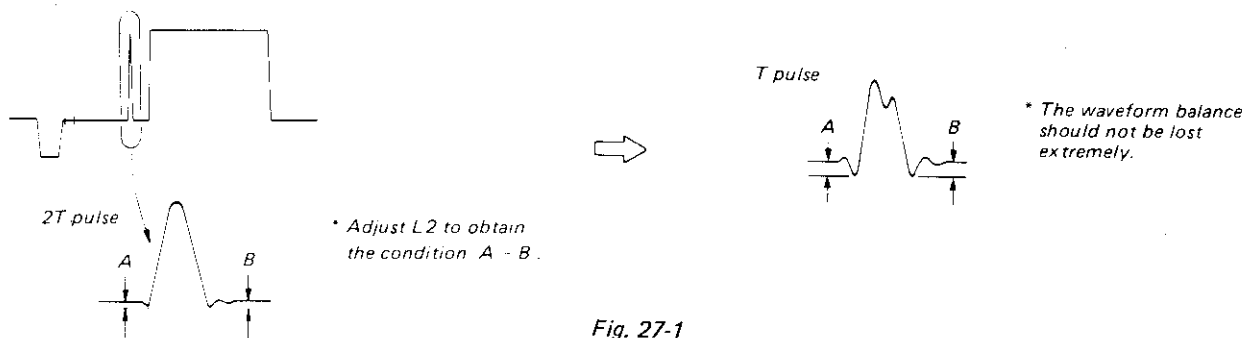 T pulse
A
B
* The waveform balance
should not be lost
extremely.
2T pulse
A
B
* Adjust L2 to obtain
the condition A - B.
Fig. 27-1